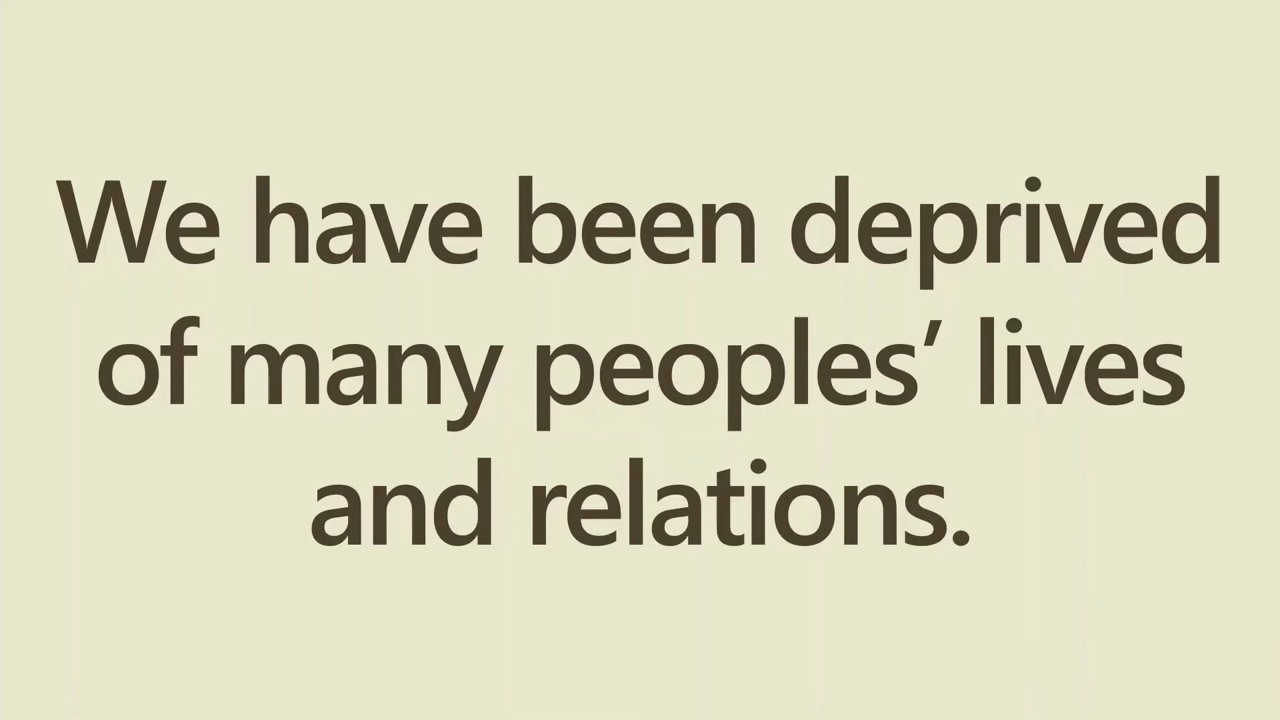 We have been deprived
of many peoples’ lives
and relations.